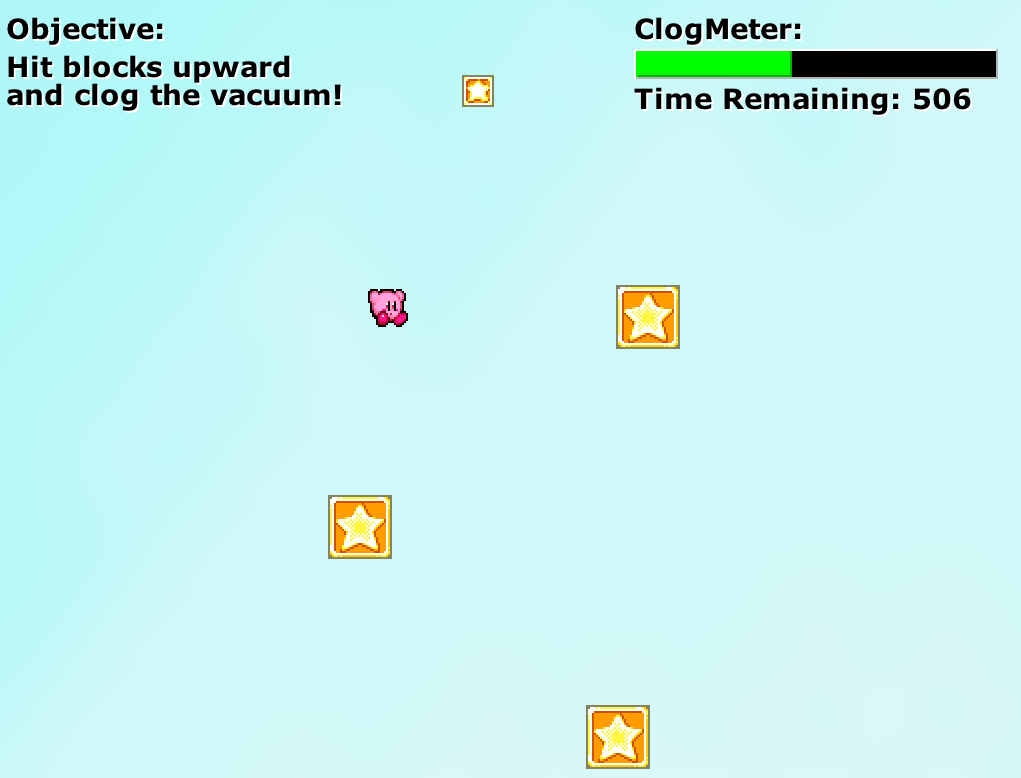 Objective:
Hit blocks upward
and clog the vacuum!
ClogMeter:
Time Remaining: 506